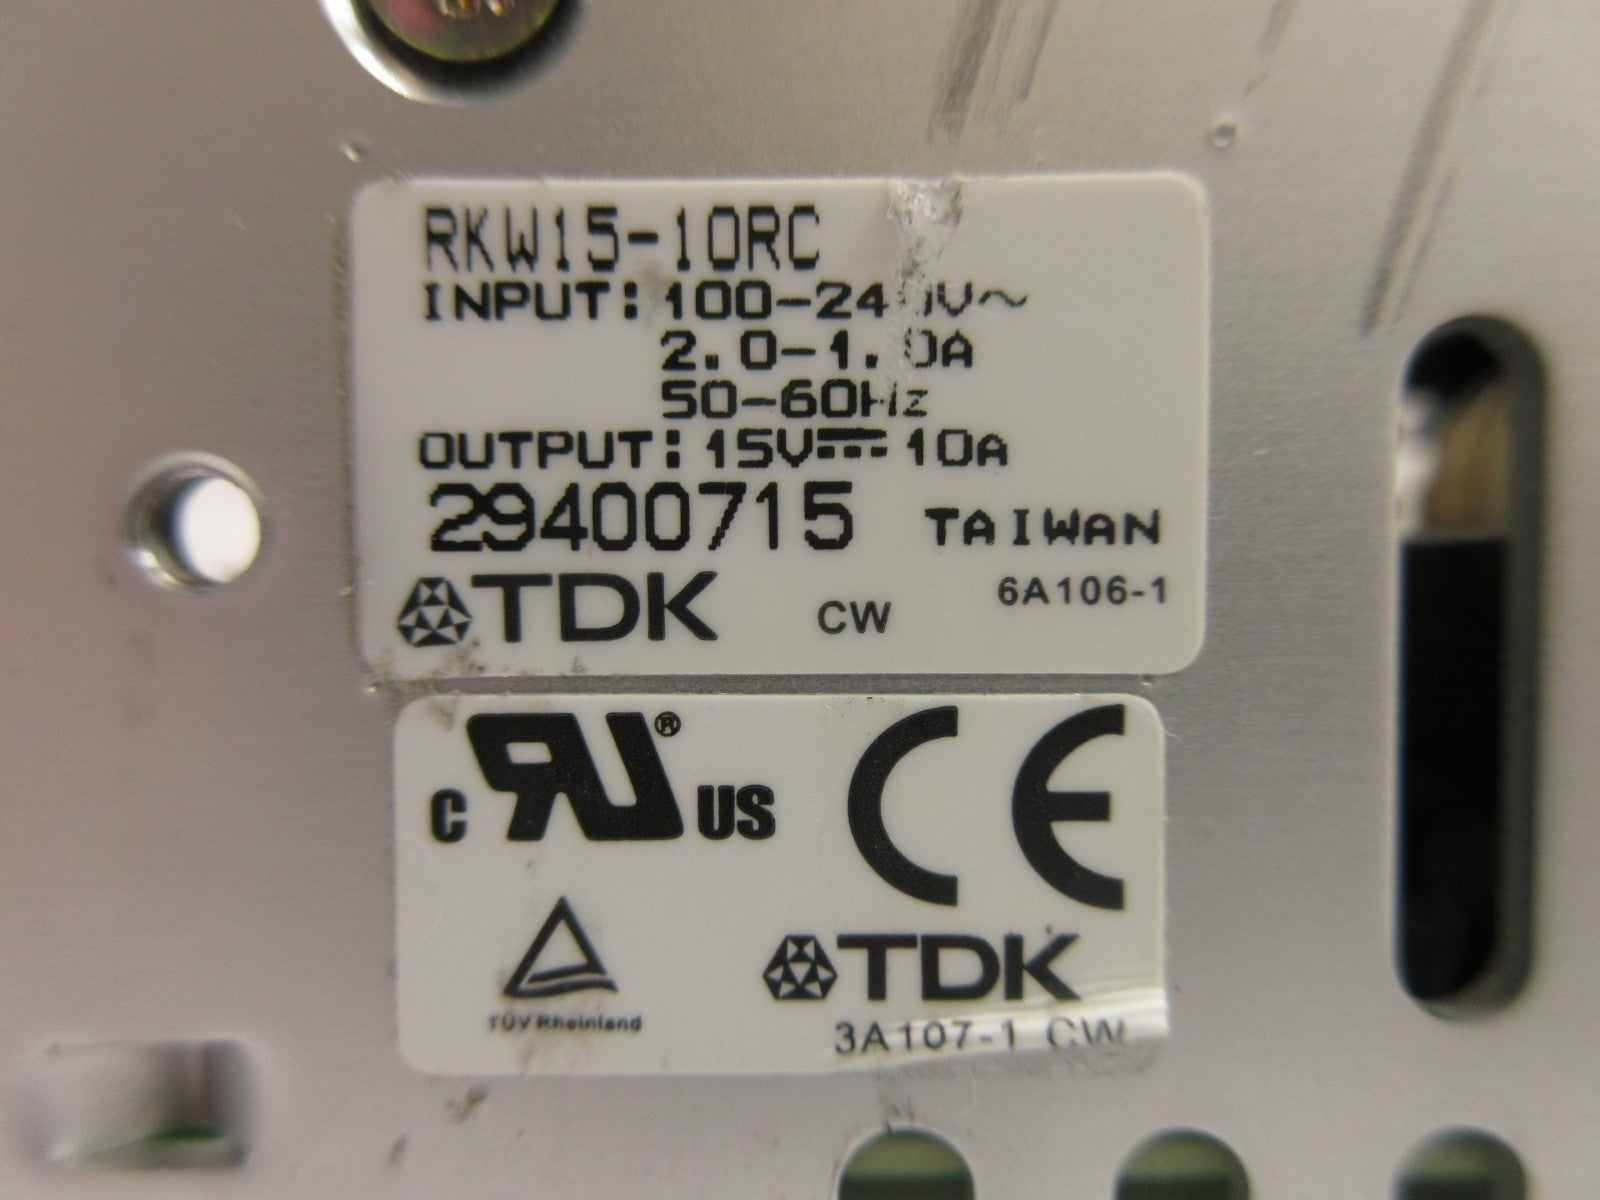 RKW15-10RC
INPUT: 100-240V~
2.0-1.0A
50-60Hz
OUTPUT: 15V⎓10A
29400715 TAIWAN
TDK CW 6A106-1
c RU® US CE
TÜV Rheinland
TDK
3A107-1 CW